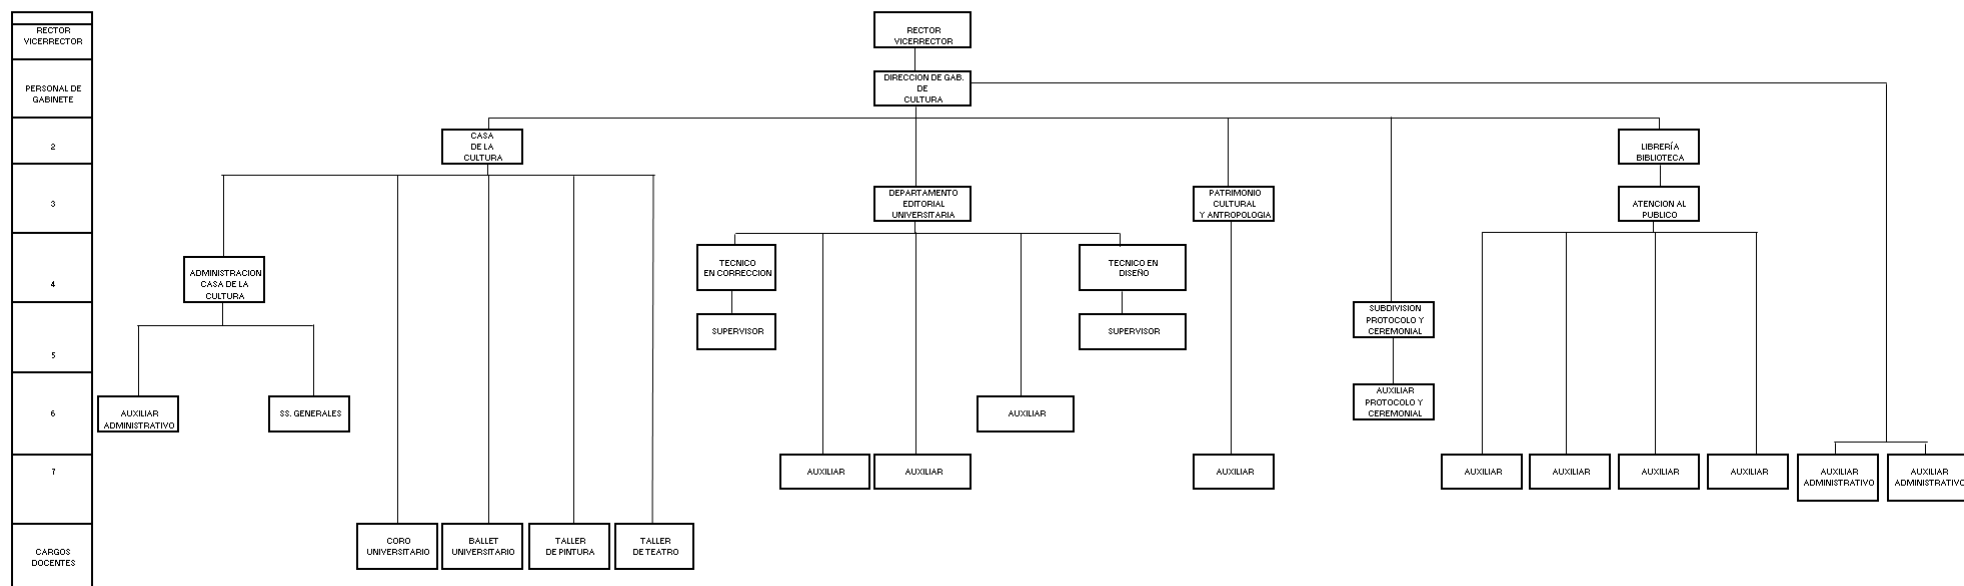 RECTOR
VICERRECTOR
PERSONAL DE
GABINETE
2
3
4
5
6
7
CARGOS
DOCENTES
RECTOR
VICERRECTOR
DIRECCION DE GAB.
DE
CULTURA
CASA
DE LA
CULTURA
LIBRERÍA
BIBLIOTECA
DEPARTAMENTO
EDITORIAL
UNIVERSITARIA
PATRIMONIO
CULTURAL
Y ANTROPOLOGIA
ATENCION AL
PUBLICO
ADMINISTRACION
CASA DE LA
CULTURA
TECNICO
EN CORRECCION
TECNICO EN
DISEÑO
SUPERVISOR
SUPERVISOR
SUBDIVISION
PROTOCOLO Y
CEREMONIAL
AUXILIAR
ADMINISTRATIVO
SS. GENERALES
AUXILIAR
AUXILIAR
PROTOCOLO Y
CEREMONIAL
AUXILIAR
AUXILIAR
AUXILIAR
AUXILIAR
AUXILIAR
AUXILIAR
AUXILIAR
AUXILIAR
ADMINISTRATIVO
AUXILIAR
ADMINISTRATIVO
CORO
UNIVERSITARIO
BALLET
UNIVERSITARIO
TALLER
DE PINTURA
TALLER
DE TEATRO